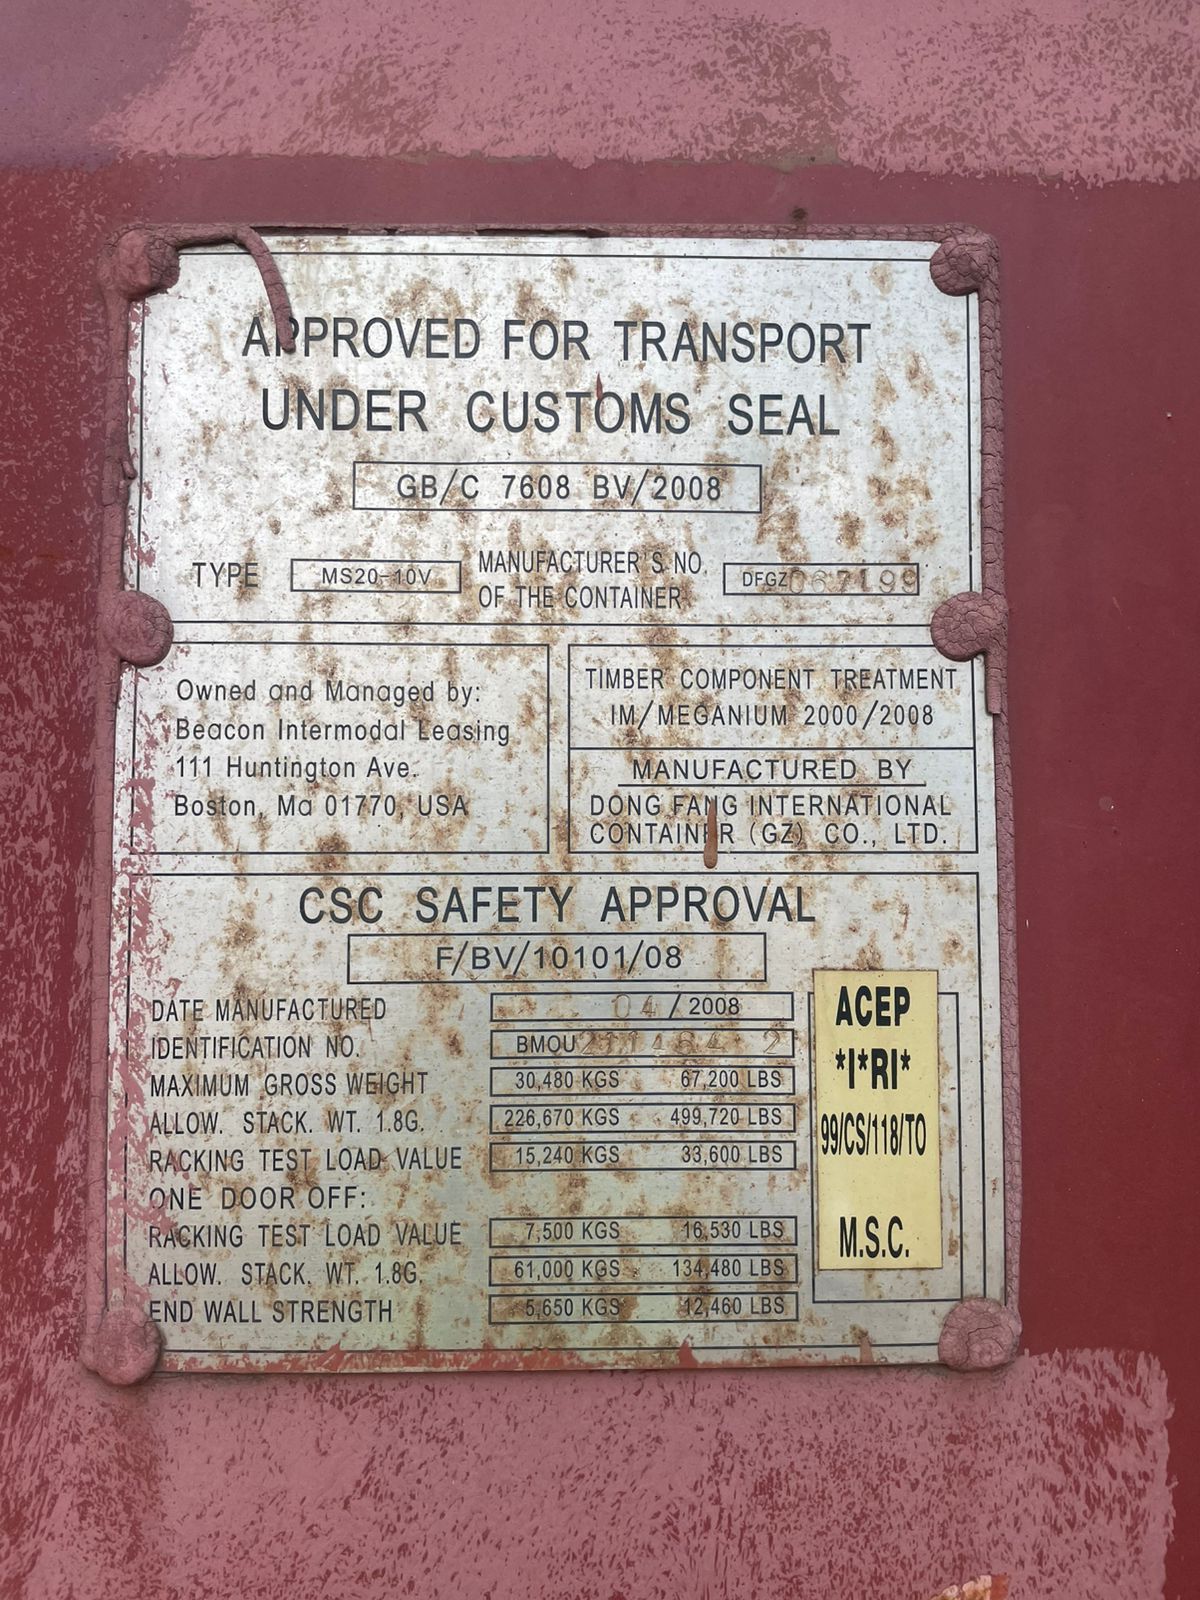 APPROVED FOR TRANSPORT
UNDER CUSTOMS SEAL
GB/C 7608 BV/2008
TYPE MS20-10V MANUFACTURER'S NO. OF THE CONTAINER DFGZ067199
Owned and Managed by:
Beacon Intermodal Leasing
111 Huntington Ave.
Boston, Ma 01770, USA
TIMBER COMPONENT TREATMENT
IM/MEGANIUM 2000/2008
MANUFACTURED BY
DONG FANG INTERNATIONAL
CONTAINER (GZ) CO., LTD.
CSC SAFETY APPROVAL
F/BV/10101/08
DATE MANUFACTURED 04/2008
IDENTIFICATION NO. BMOU211464 2
MAXIMUM GROSS WEIGHT 30,480 KGS 67,200 LBS
ALLOW. STACK. WT. 1.8G. 226,670 KGS 499,720 LBS
RACKING TEST LOAD VALUE 15,240 KGS 33,600 LBS
ONE DOOR OFF:
RACKING TEST LOAD VALUE 7,500 KGS 16,530 LBS
ALLOW. STACK. WT. 1.8G. 61,000 KGS 134,480 LBS
END WALL STRENGTH 5,650 KGS 12,460 LBS
ACEP
*I*RI*
99/CS/118/TO
M.S.C.